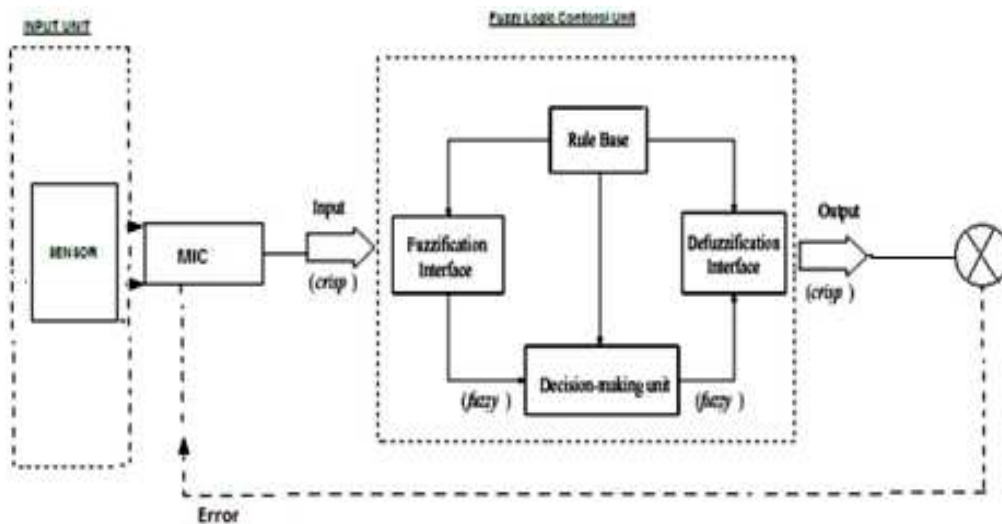 INPUT UNIT
Fuzzy Logic Contorol Unit
Rule Base
SENSOR
MIC
Input
(crisp )
Fuzzification
Interface
Defuzzification
Interface
Output
(crisp )
Decision-making unit
(fuzzy )
(fuzzy )
Error